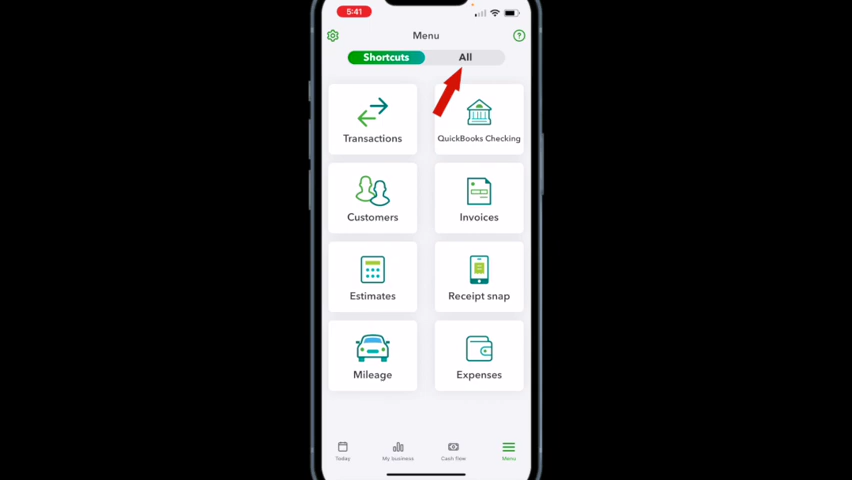 5:41
Menu
?
Shortcuts All
Transactions QuickBooks Checking
Customers Invoices
Estimates Receipt snap
Mileage Expenses
Today My business Cash flow Menu